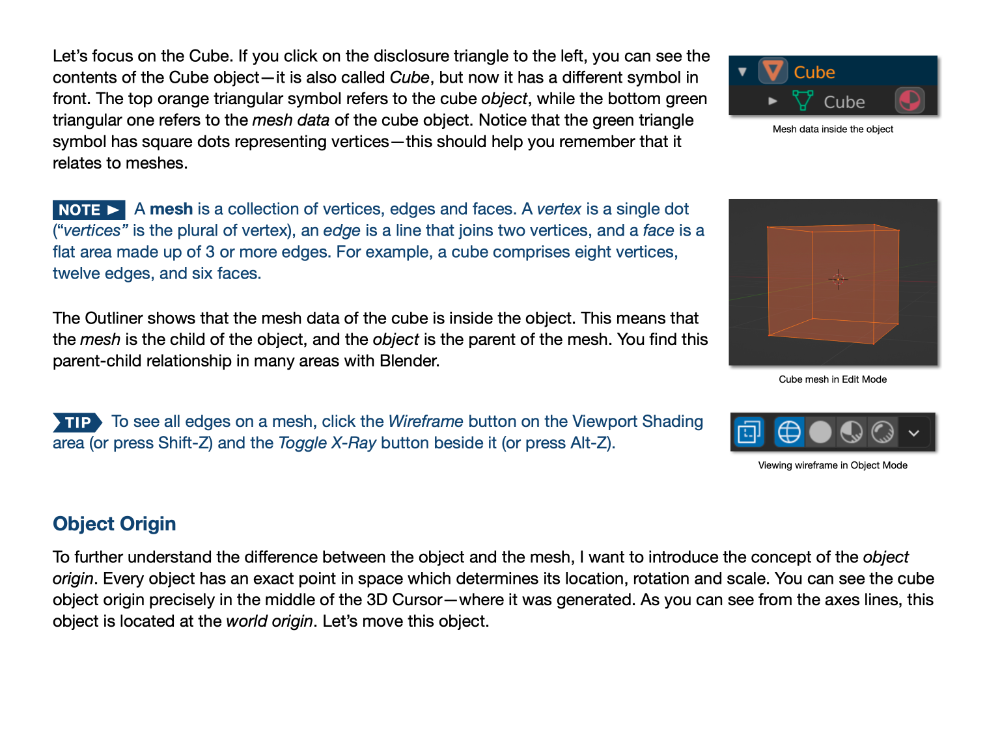 Let’s focus on the Cube. If you click on the disclosure triangle to the left, you can see the
contents of the Cube object—it is also called Cube, but now it has a different symbol in
front. The top orange triangular symbol refers to the cube object, while the bottom green
triangular one refers to the mesh data of the cube object. Notice that the green triangle
symbol has square dots representing vertices—this should help you remember that it
relates to meshes.
Cube
Cube
Mesh data inside the object
NOTE ► A mesh is a collection of vertices, edges and faces. A vertex is a single dot
(“vertices” is the plural of vertex), an edge is a line that joins two vertices, and a face is a
flat area made up of 3 or more edges. For example, a cube comprises eight vertices,
twelve edges, and six faces.
The Outliner shows that the mesh data of the cube is inside the object. This means that
the mesh is the child of the object, and the object is the parent of the mesh. You find this
parent-child relationship in many areas with Blender.
Cube mesh in Edit Mode
TIP To see all edges on a mesh, click the Wireframe button on the Viewport Shading
area (or press Shift-Z) and the Toggle X-Ray button beside it (or press Alt-Z).
Viewing wireframe in Object Mode
Object Origin
To further understand the difference between the object and the mesh, I want to introduce the concept of the object
origin. Every object has an exact point in space which determines its location, rotation and scale. You can see the cube
object origin precisely in the middle of the 3D Cursor—where it was generated. As you can see from the axes lines, this
object is located at the world origin. Let’s move this object.